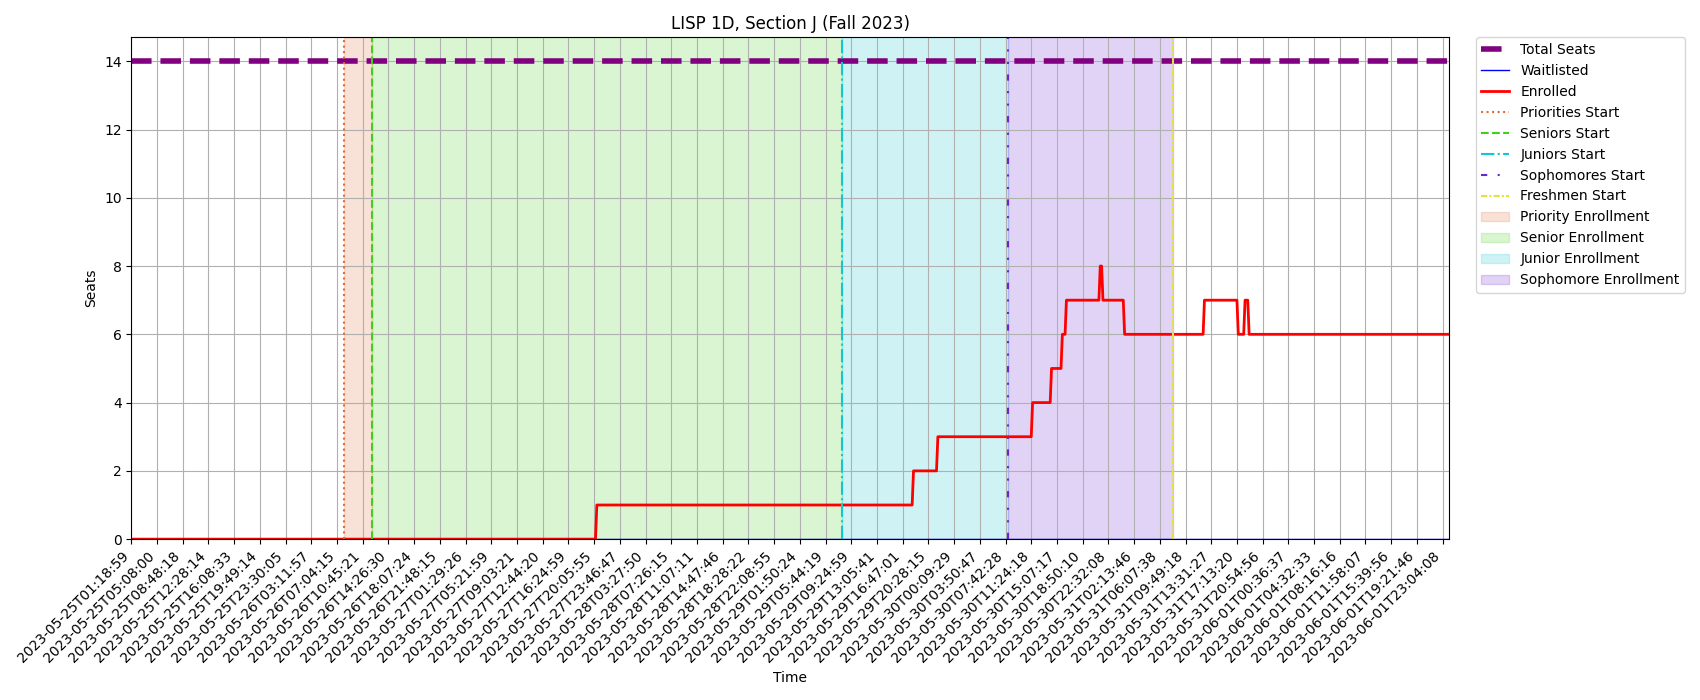 LISP 1D, Section J (Fall 2023)
Seats
14
12
10
8
6
4
2
0
2023-05-25T01:18:59
2023-05-25T05:08:00
2023-05-25T08:48:18
2023-05-25T12:28:14
2023-05-25T16:08:33
2023-05-25T19:49:14
2023-05-25T23:30:05
2023-05-26T03:11:57
2023-05-26T07:04:15
2023-05-26T10:45:21
2023-05-26T14:26:30
2023-05-26T18:07:24
2023-05-26T21:48:15
2023-05-27T01:29:26
2023-05-27T05:21:59
2023-05-27T09:03:21
2023-05-27T12:44:20
2023-05-27T16:24:59
2023-05-27T20:05:55
2023-05-27T23:46:47
2023-05-28T03:27:50
2023-05-28T07:26:15
2023-05-28T11:07:11
2023-05-28T14:47:46
2023-05-28T18:28:22
2023-05-28T22:08:55
2023-05-29T01:50:24
2023-05-29T05:44:19
2023-05-29T09:24:59
2023-05-29T13:05:41
2023-05-29T16:47:01
2023-05-29T20:28:15
2023-05-30T00:09:29
2023-05-30T03:50:47
2023-05-30T07:42:28
2023-05-30T11:24:18
2023-05-30T15:07:17
2023-05-30T18:50:10
2023-05-30T22:32:08
2023-05-31T02:13:46
2023-05-31T06:07:38
2023-05-31T09:49:18
2023-05-31T13:31:27
2023-05-31T17:13:20
2023-05-31T20:54:56
2023-06-01T00:36:37
2023-06-01T04:32:33
2023-06-01T08:16:16
2023-06-01T11:58:07
2023-06-01T15:39:56
2023-06-01T19:21:46
2023-06-01T23:04:08
Time
Total Seats
Waitlisted
Enrolled
Priorities Start
Seniors Start
Juniors Start
Sophomores Start
Freshmen Start
Priority Enrollment
Senior Enrollment
Junior Enrollment
Sophomore Enrollment